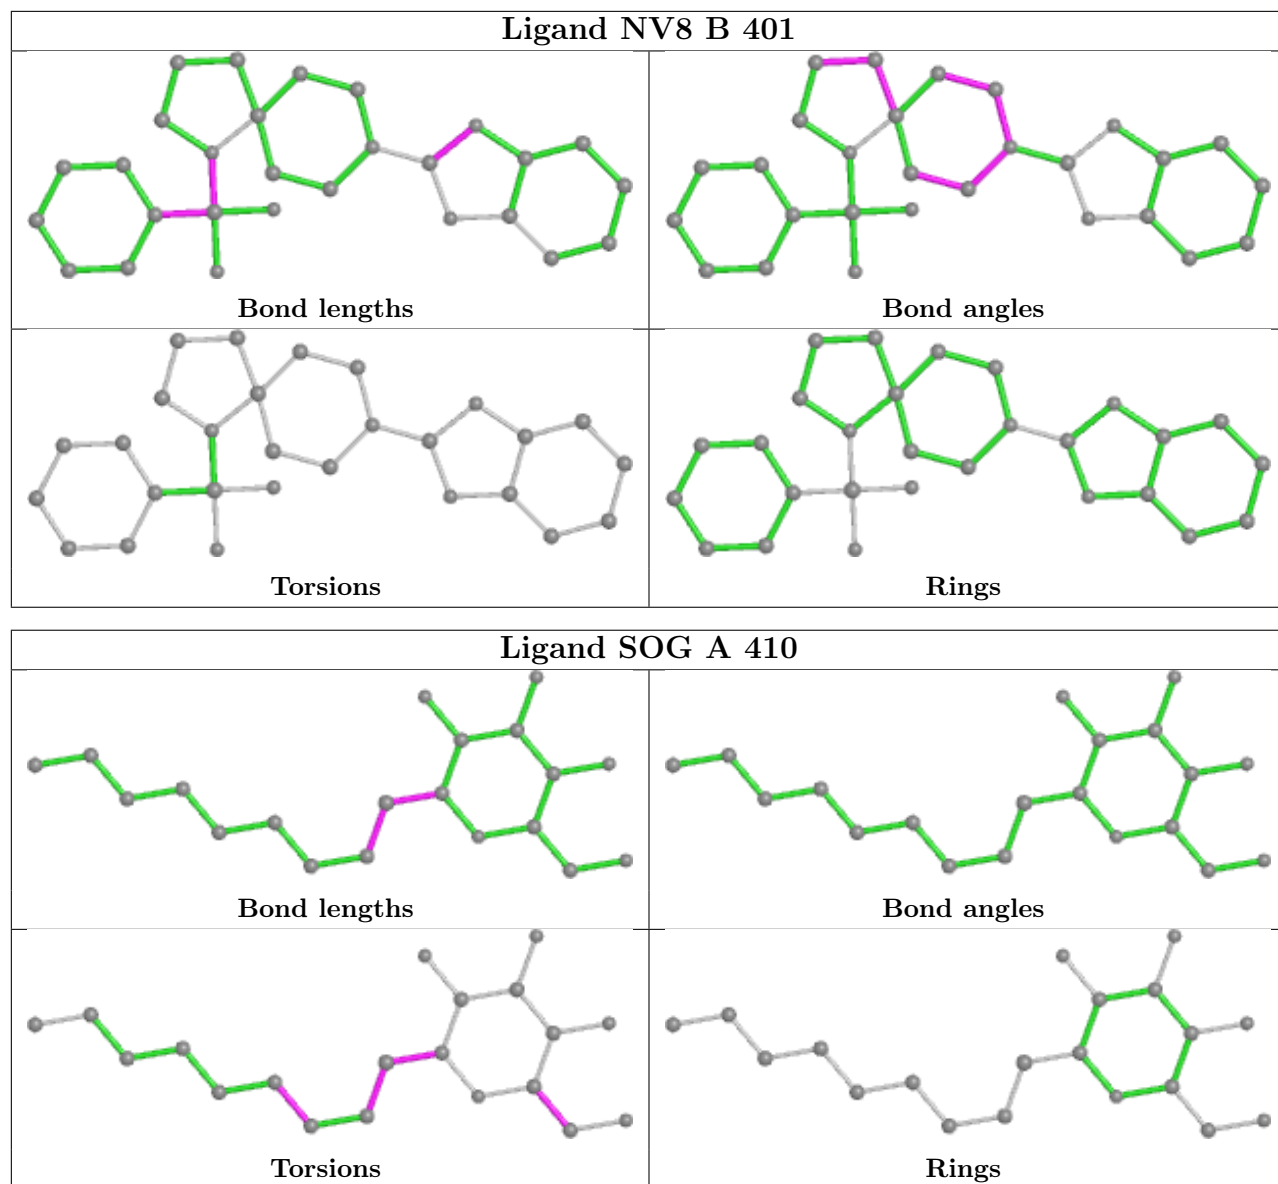 Ligand NV8 B 401
Bond lengths
Bond angles
Torsions
Rings
Ligand SOG A 410
Bond lengths
Bond angles
Torsions
Rings